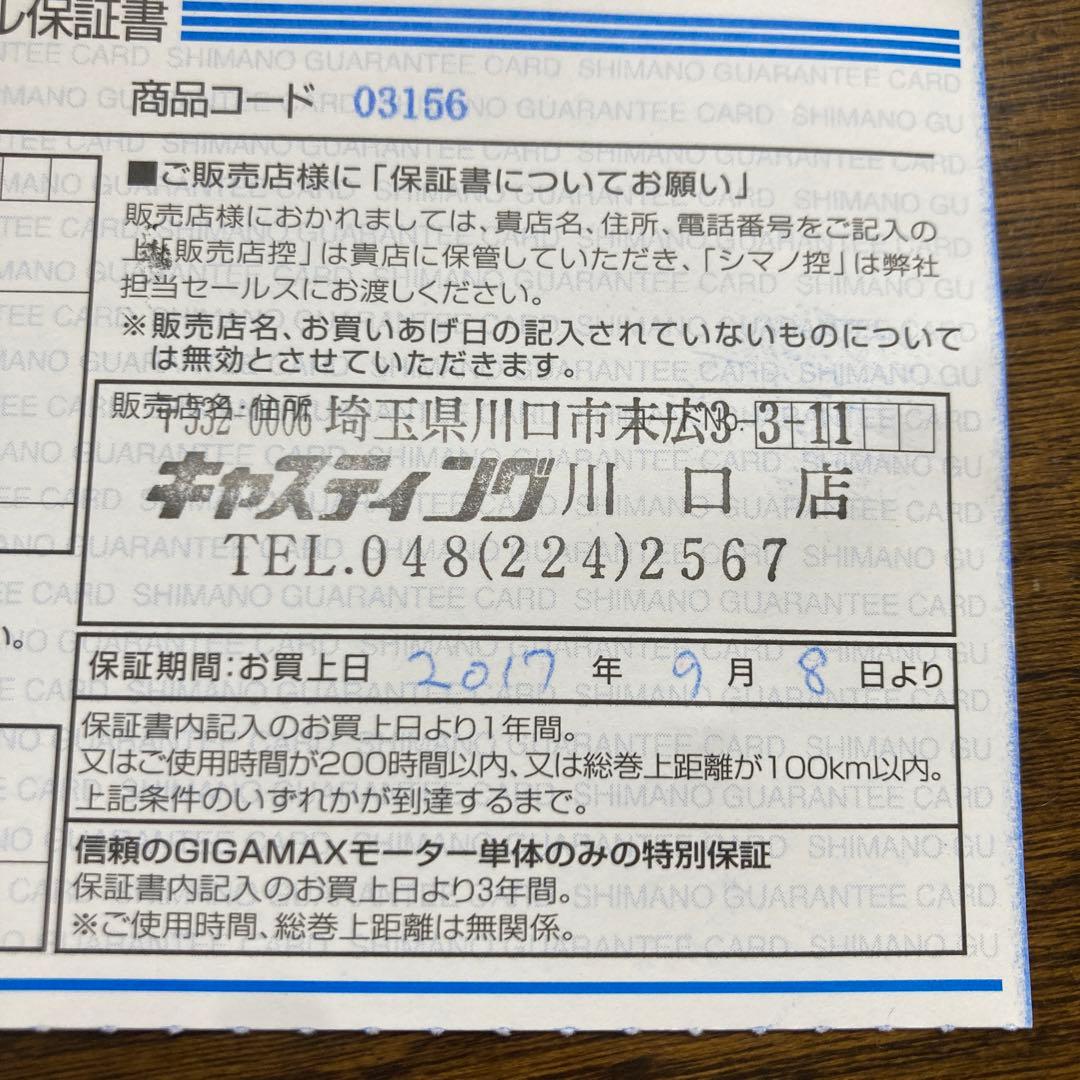 ル保証書
商品コード 03156
■ご販売店様に「保証書についてお願い」
販売店様におかれましては、貴店名、住所、電話番号をご記入の
上「販売店控」は貴店に保管していただき、「シマノ控」は弊社
担当セールスにお渡しください。
※販売店名、お買いあげ日の記入されていないものについて
は無効とさせていただきます。
販売店名・住所
〒332-0006 埼玉県川口市末広3-3-11
キャスティング川口店
TEL.048(224)2567
い。
保証期間:お買上日 2017 年 9 月 8 日より
保証書内記入のお買上日より1年間。
又はご使用時間が200時間以内、又は総巻上距離が100km以内。
上記条件のいずれかが到達するまで。
信頼のGIGAMAXモーター単体のみの特別保証
保証書内記入のお買上日より3年間。
※ご使用時間、総巻上距離は無関係。
SHIMANO GUARANTEE CARD